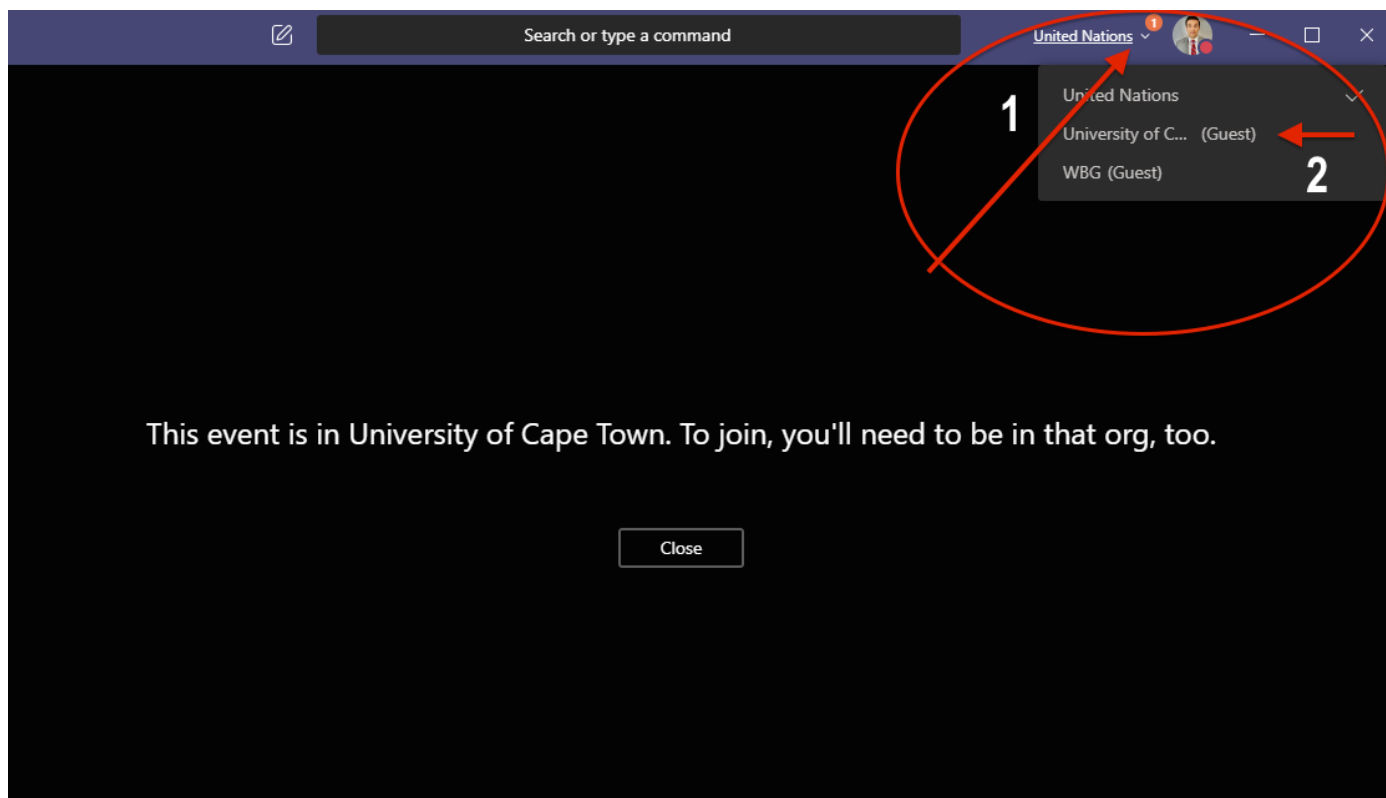 Search or type a command
United Nations
1
United Nations
1
University of C... (Guest)
WBG (Guest)
2
This event is in University of Cape Town. To join, you'll need to be in that org, too.
Close